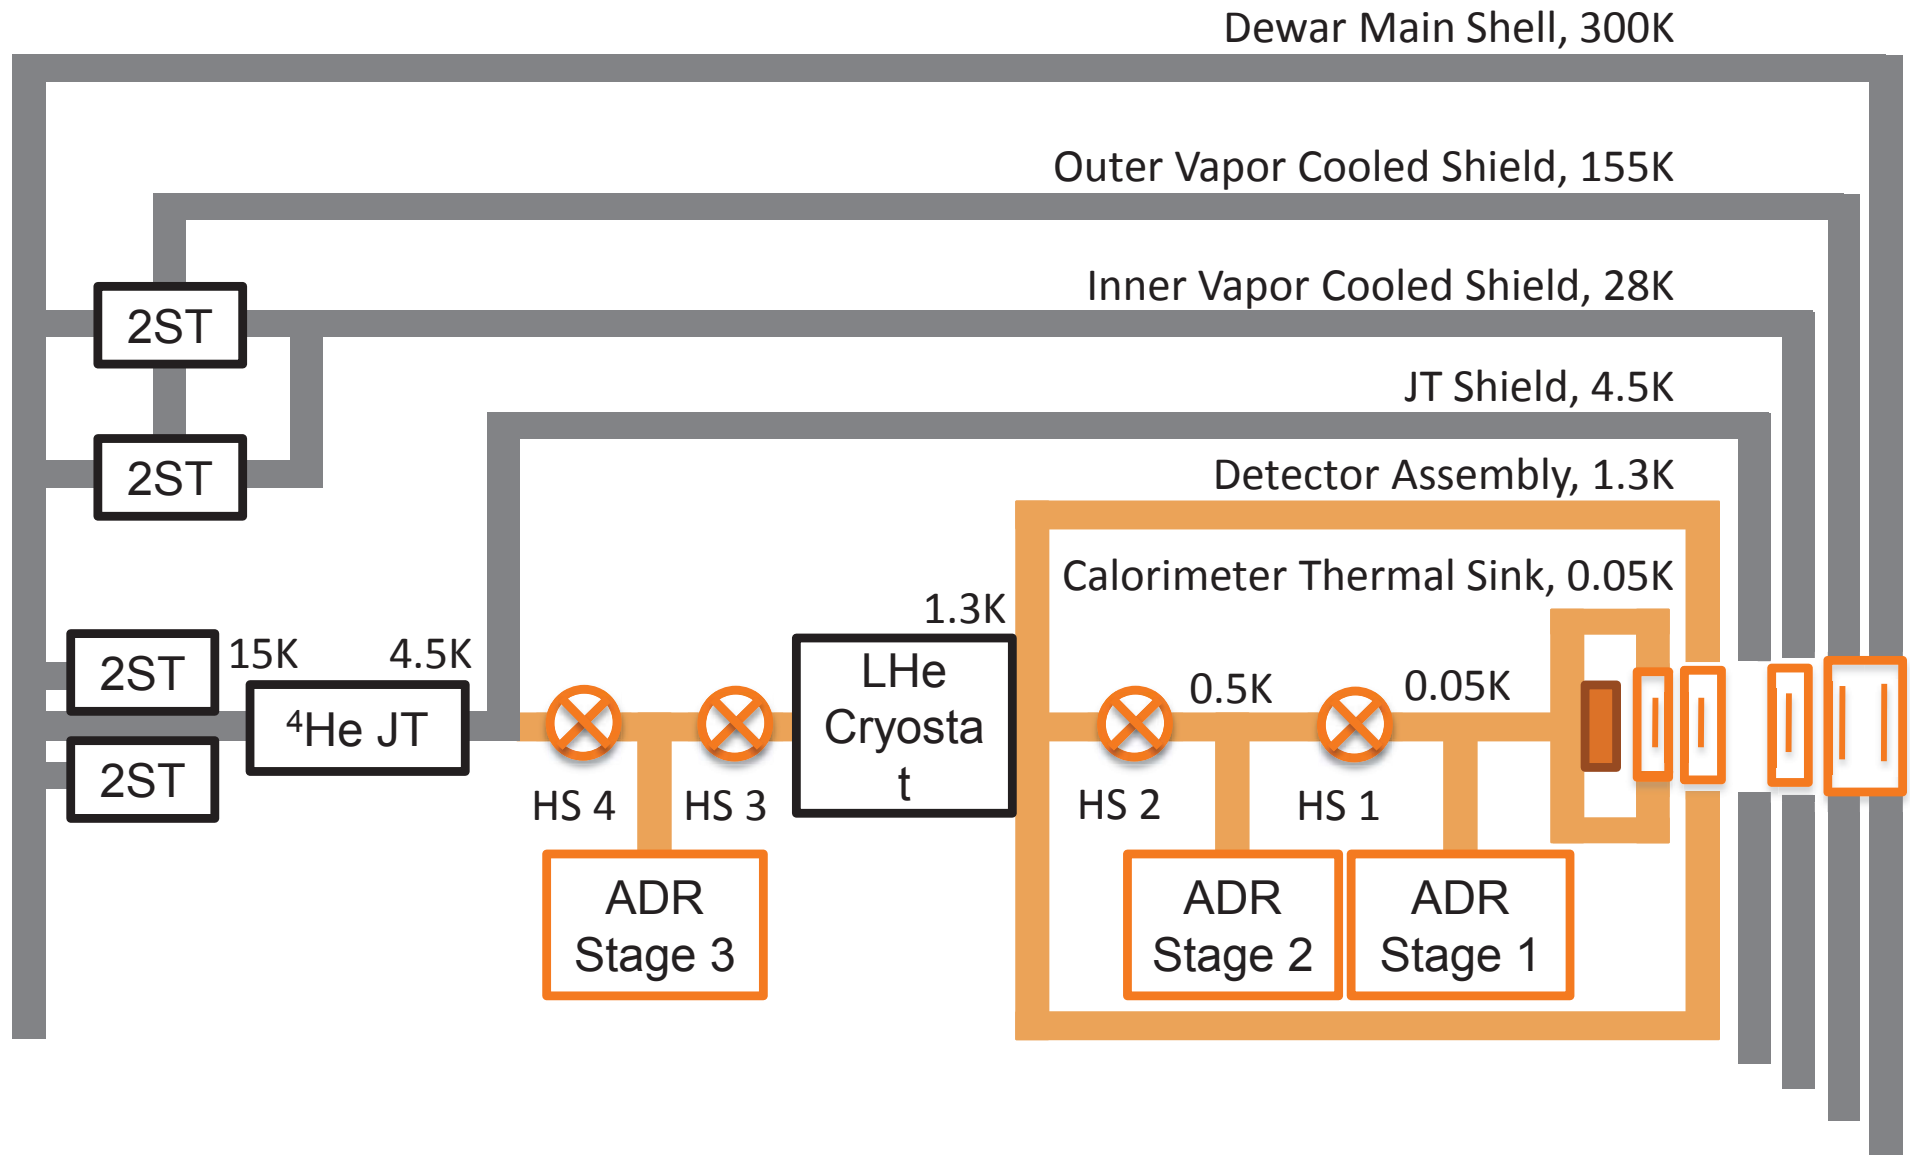 Dewar Main Shell, 300K
Outer Vapor Cooled Shield, 155K
Inner Vapor Cooled Shield, 28K
2ST
JT Shield, 4.5K
2ST
Detector Assembly, 1.3K
Calorimeter Thermal Sink, 0.05K
1.3K
2ST
15K
4.5K
⁴He JT
2ST
LHe
Cryosta
t
0.5K
0.05K
HS 4
HS 3
HS 2
HS 1
ADR
Stage 3
ADR
Stage 2
ADR
Stage 1